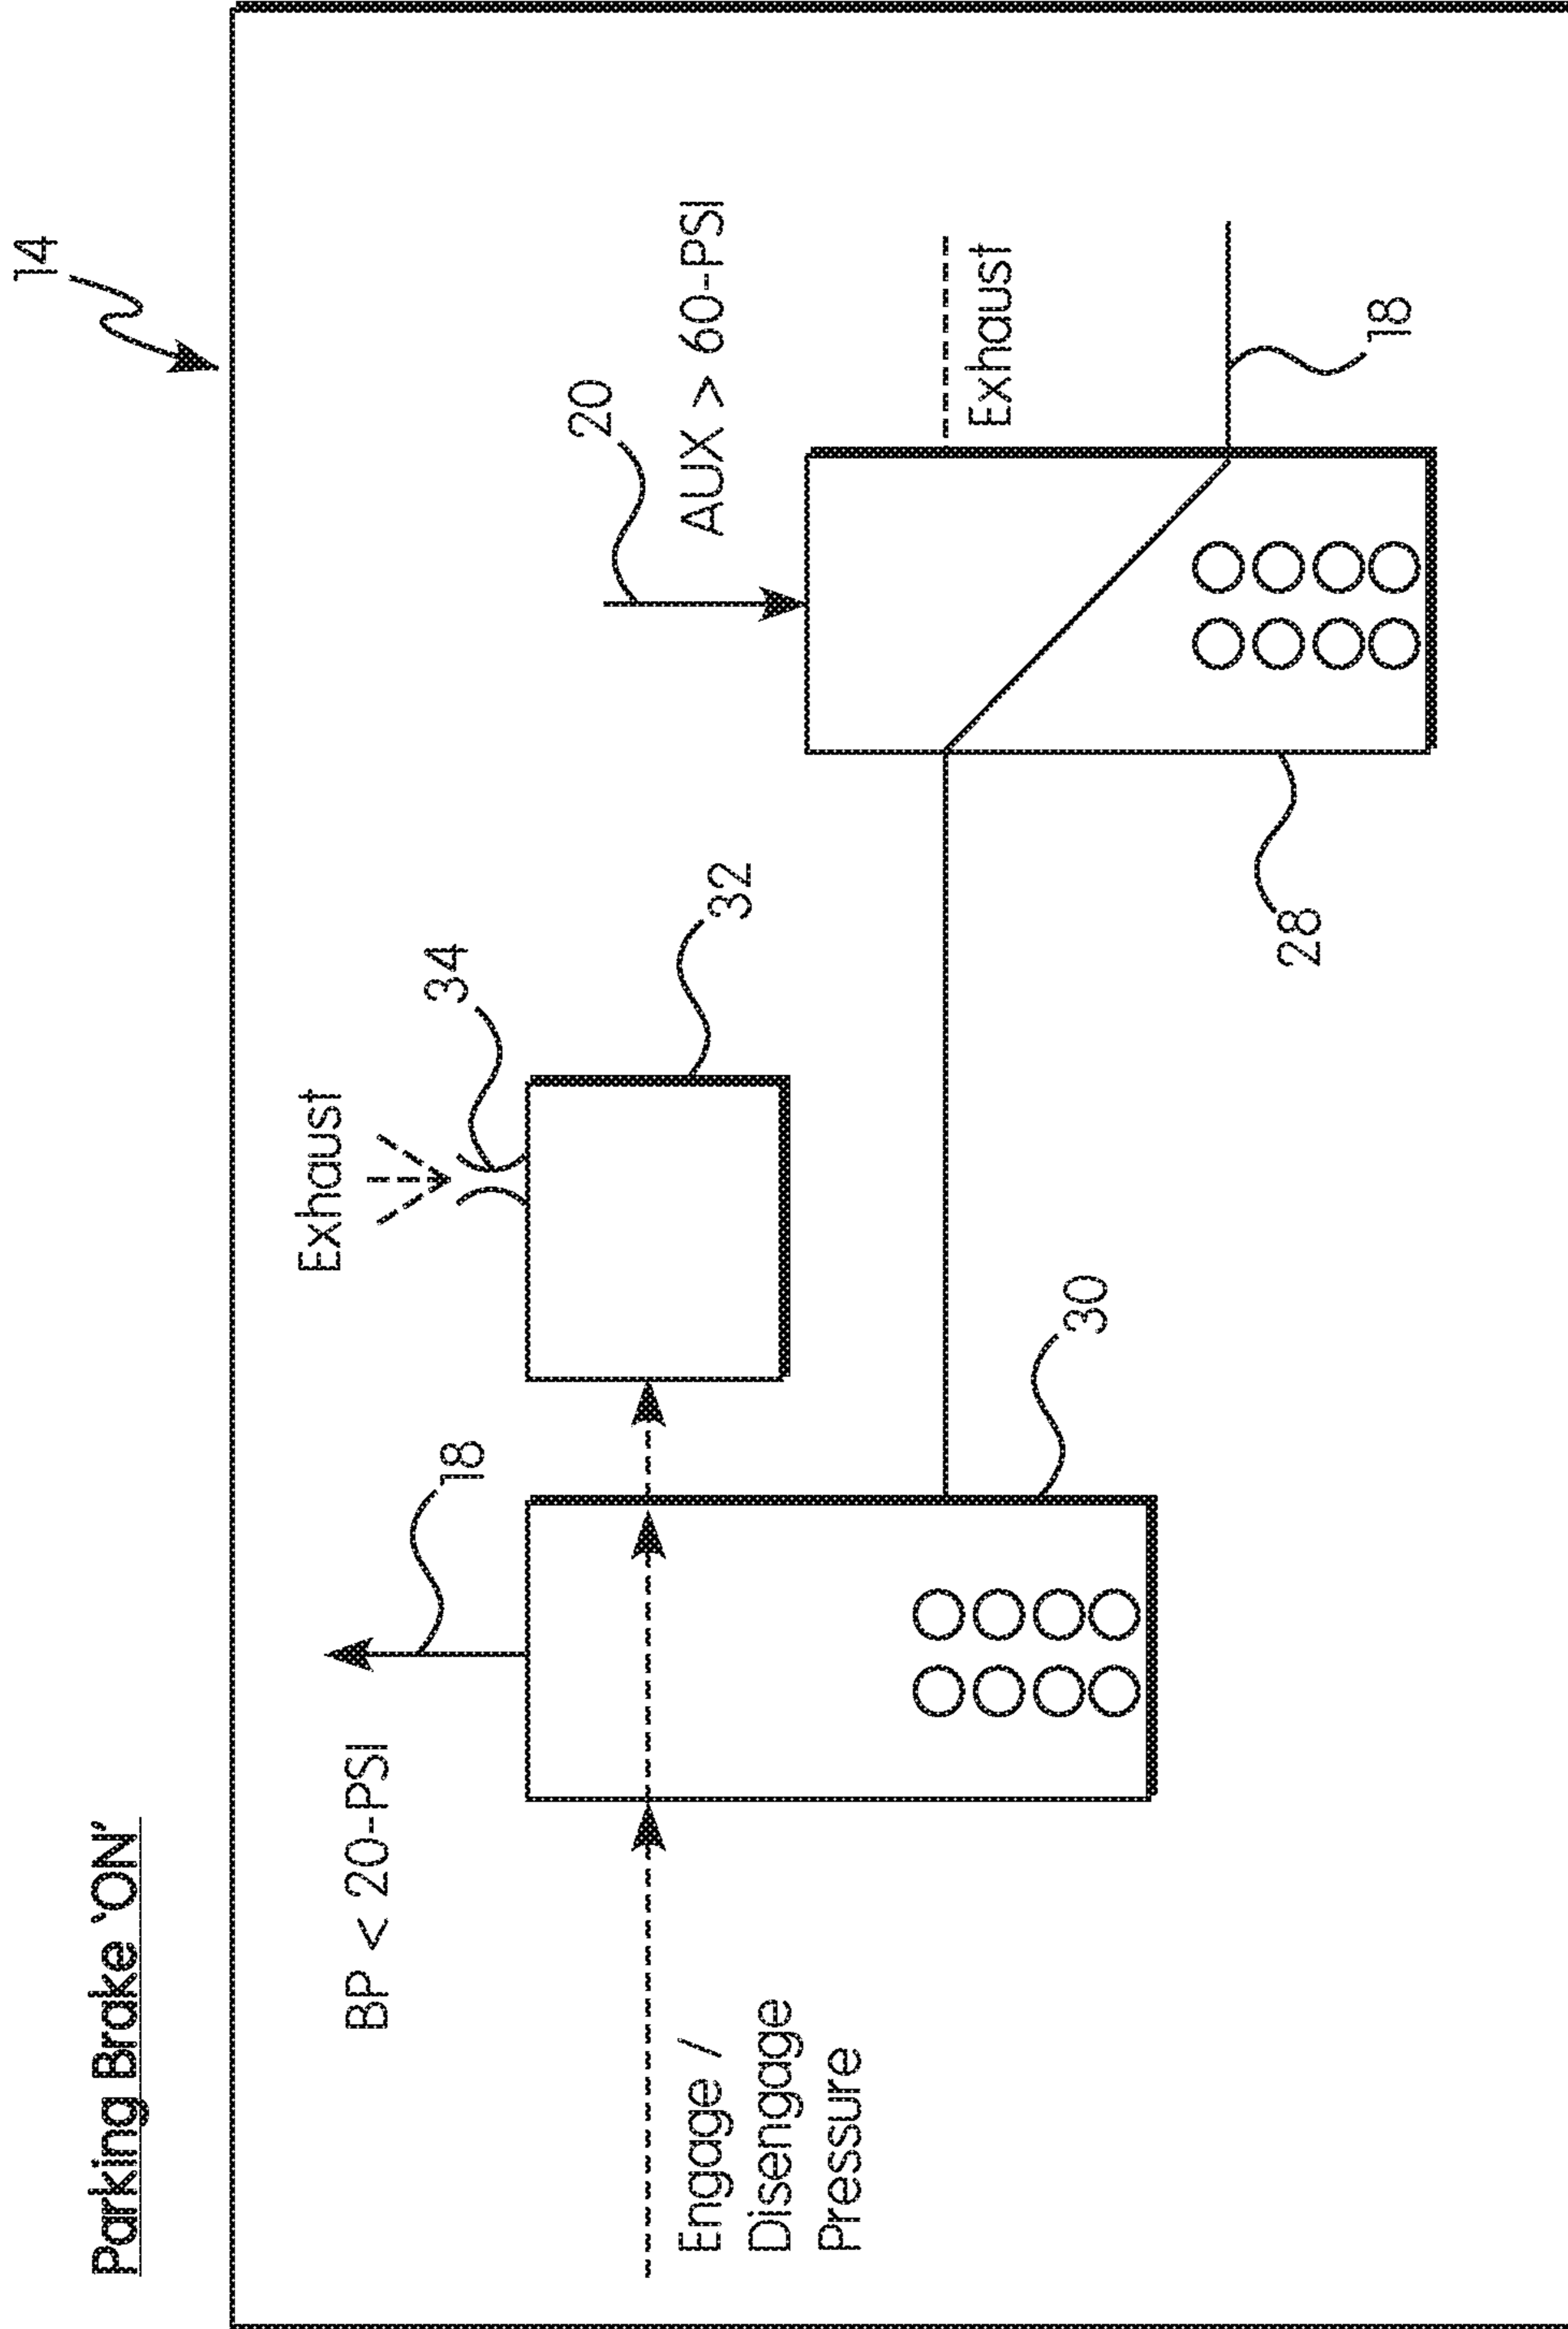 Parking Brake 'ON'
14
BP < 20-PSI
18
Exhaust
34
32
20
AUX > 60-PSI
Exhaust
18
Engage /
Disengage
Pressure
30
28